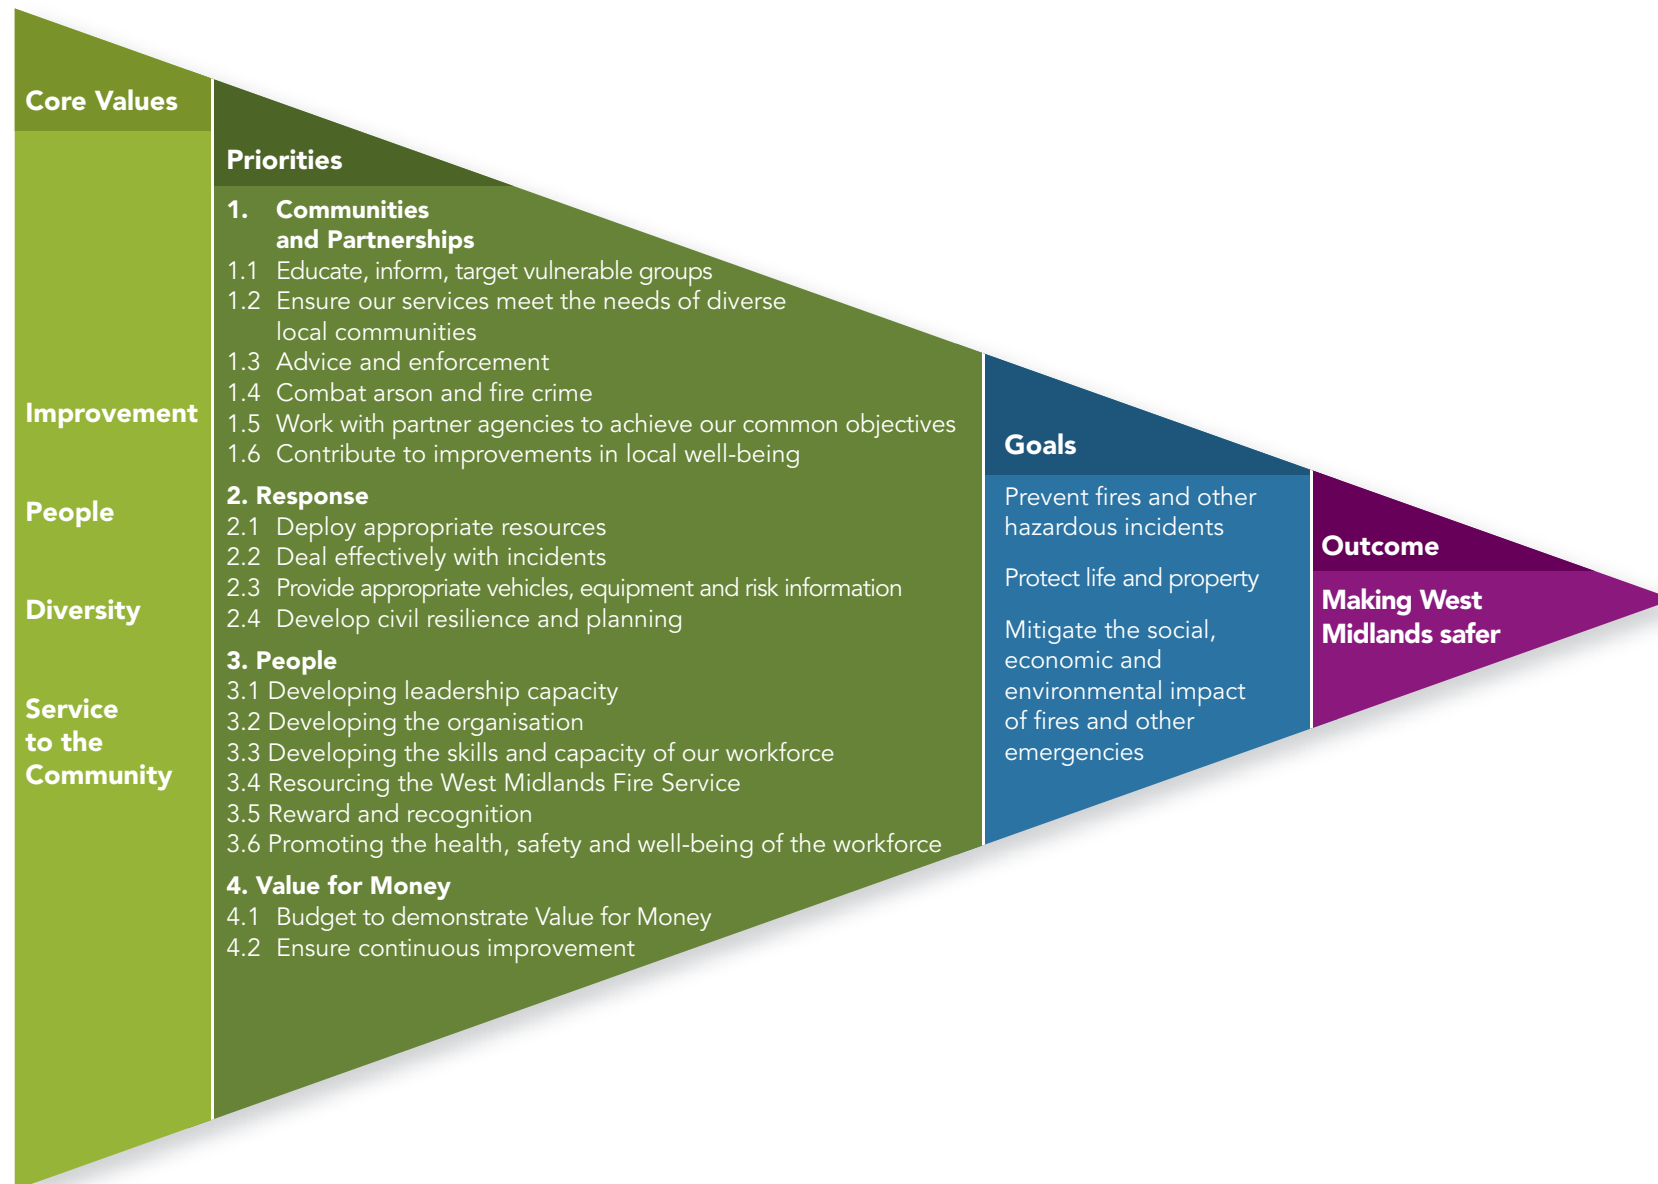 Core Values
Improvement
People
Diversity
Service
to the
Community
Priorities
1. Communities
and Partnerships
1.1 Educate, inform, target vulnerable groups
1.2 Ensure our services meet the needs of diverse
local communities
1.3 Advice and enforcement
1.4 Combat arson and fire crime
1.5 Work with partner agencies to achieve our common objectives
1.6 Contribute to improvements in local well-being
2. Response
2.1 Deploy appropriate resources
2.2 Deal effectively with incidents
2.3 Provide appropriate vehicles, equipment and risk information
2.4 Develop civil resilience and planning
3. People
3.1 Developing leadership capacity
3.2 Developing the organisation
3.3 Developing the skills and capacity of our workforce
3.4 Resourcing the West Midlands Fire Service
3.5 Reward and recognition
3.6 Promoting the health, safety and well-being of the workforce
4. Value for Money
4.1 Budget to demonstrate Value for Money
4.2 Ensure continuous improvement
Goals
Prevent fires and other
hazardous incidents
Protect life and property
Mitigate the social,
economic and
environmental impact
of fires and other
emergencies
Outcome
Making West
Midlands safer